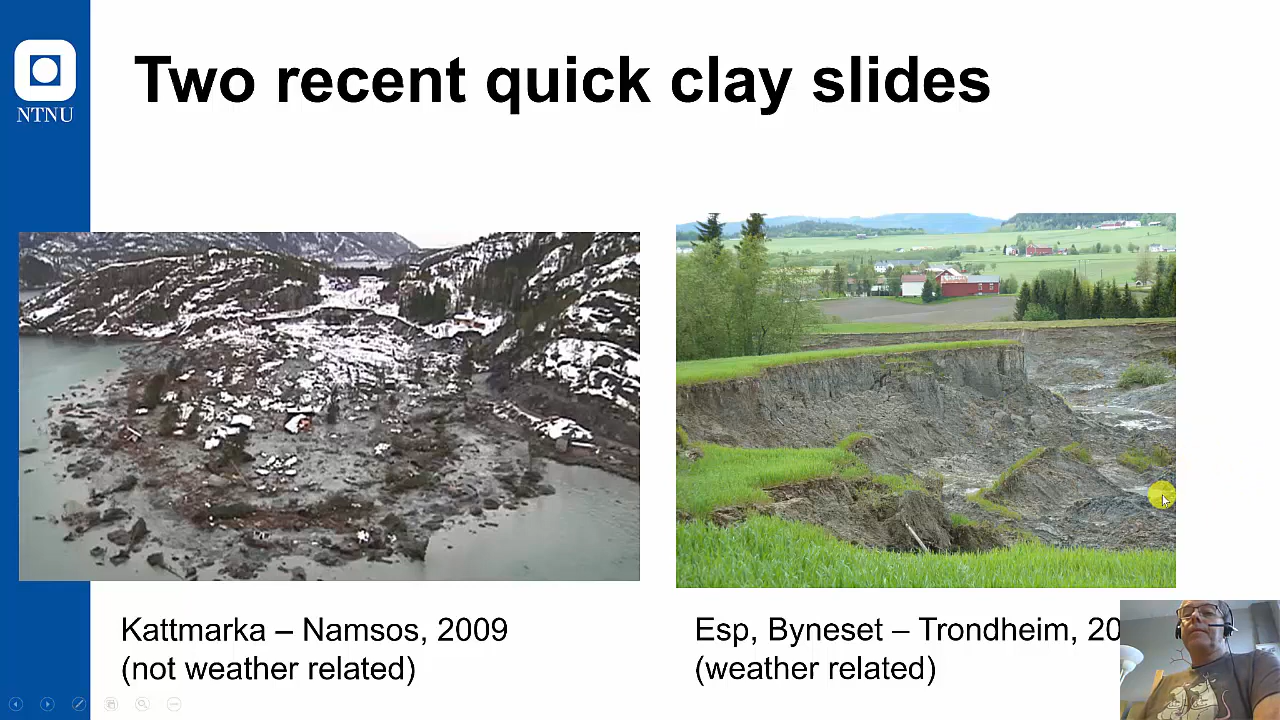 NTNU
Two recent quick clay slides
Kattmarka – Namsos, 2009
(not weather related)
Esp, Byneset – Trondheim, 20
(weather related)